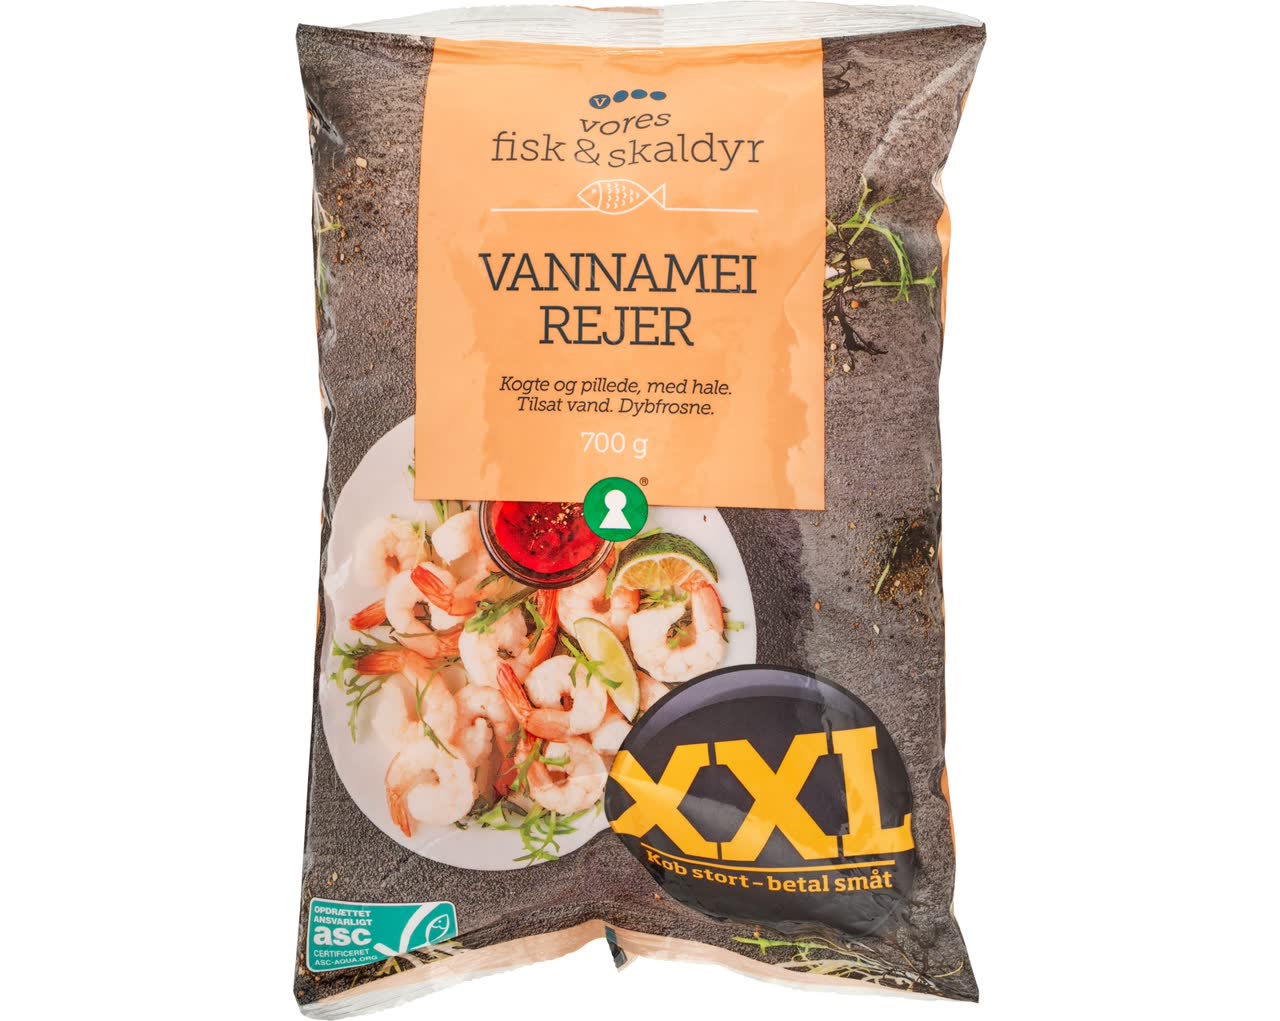 V
vores
fisk & skaldyr
VANNAMEI
REJER
Kogte og pillede, med hale.
Tilsat vand. Dybfrosne.
700 g
®
XXL
Køb stort – betal småt
OPDRÆTTET
ANSVARLIGT
asc
CERTIFICERET
ASC-AQUA.ORG